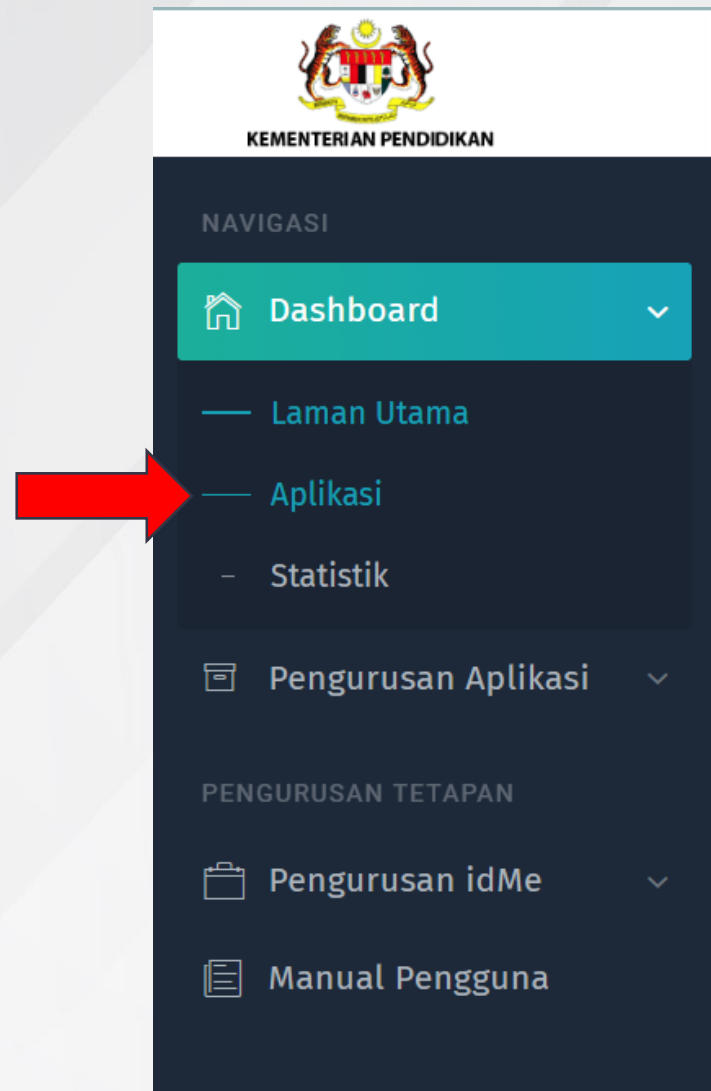 KEMENTERIAN PENDIDIKAN
NAVIGASI
Dashboard
Laman Utama
Aplikasi
Statistik
Pengurusan Aplikasi
PENGURUSAN TETAPAN
Pengurusan idMe
Manual Pengguna